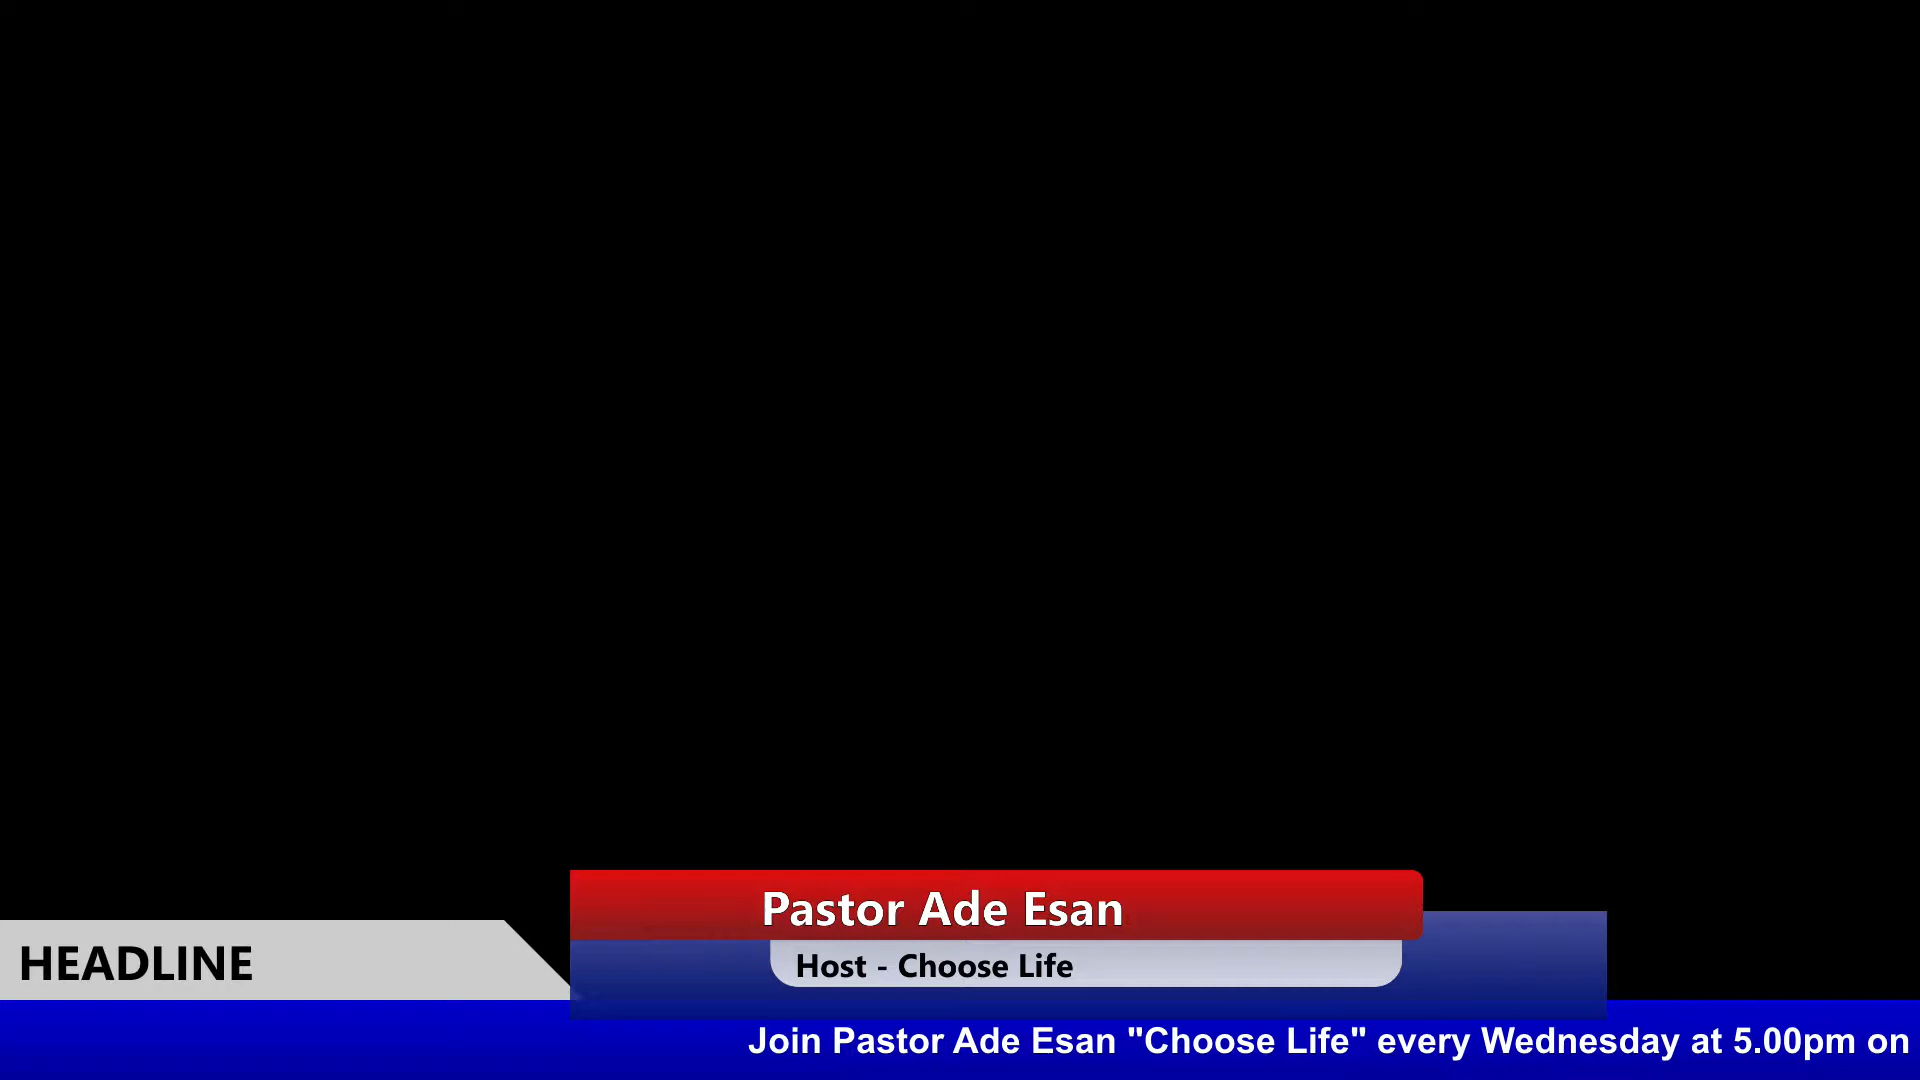 Pastor Ade Esan
Host - Choose Life
HEADLINE
Join Pastor Ade Esan "Choose Life" every Wednesday at 5.00pm on